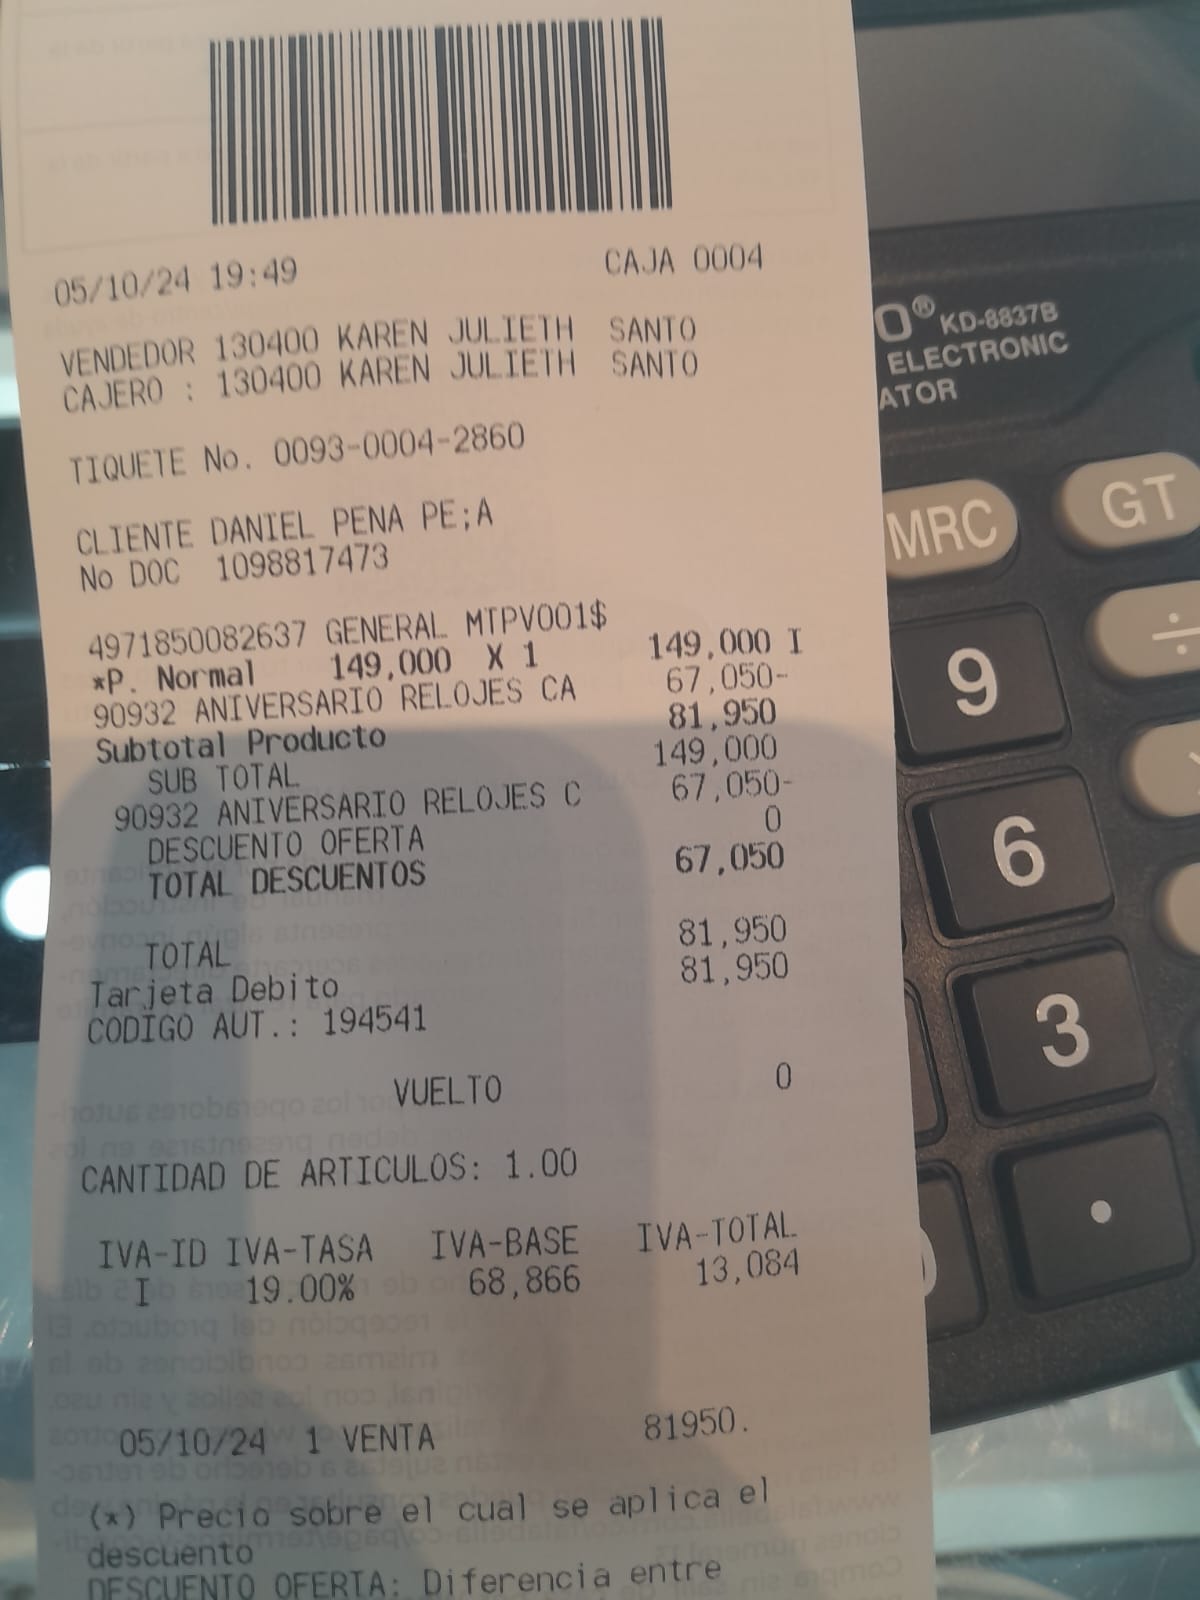 05/10/24 19:49 CAJA 0004
VENDEDOR 130400 KAREN JULIETH SANTO
CAJERO : 130400 KAREN JULIETH SANTO
TIQUETE No. 0093-0004-2860
CLIENTE DANIEL PENA PE;A
No DOC 1098817473
4971850082637 GENERAL MTPV001$
*P. Normal 149,000 X 1 149,000 I
90932 ANIVERSARIO RELOJES CA 67,050-
Subtotal Producto 81,950
SUB TOTAL 149,000
90932 ANIVERSARIO RELOJES C 67,050-
DESCUENTO OFERTA 0
TOTAL DESCUENTOS 67,050
TOTAL 81,950
Tarjeta Debito 81,950
CODIGO AUT.: 194541
VUELTO 0
CANTIDAD DE ARTICULOS: 1.00
IVA-ID IVA-TASA IVA-BASE IVA-TOTAL
I 19.00% 68,866 13,084
05/10/24 1 VENTA 81950.
(*) Precio sobre el cual se aplica el
descuento
DESCUENTO OFERTA: Diferencia entre
O® KD-8837B
ELECTRONIC
ATOR
MRC GT
9 ÷
6
3
.